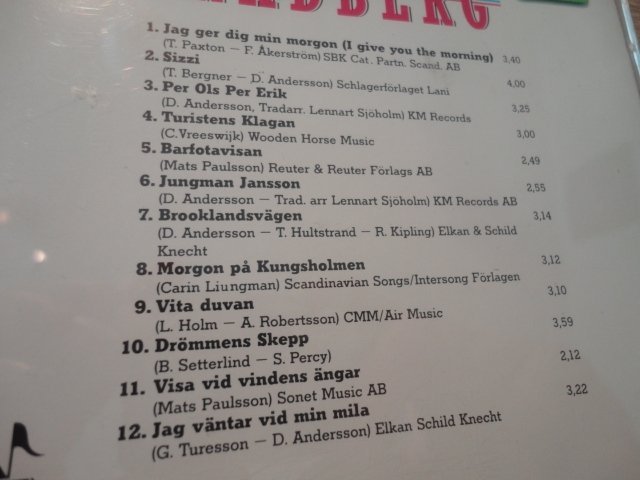 1. Jag ger dig min morgon (I give you the morning) 3,40
(T. Paxton – F. Åkerström) SBK Cat. Partn. Scand. AB
2. Sizzi 4,00
(T. Bergner – D. Andersson) Schlagerförlaget Lani
3. Per Ols Per Erik 3,25
(D. Andersson, Tradarr. Lennart Sjöholm) KM Records
4. Turistens Klagan 3,00
(C.Vreeswijk) Wooden Horse Music
5. Barfotavisan 2,49
(Mats Paulsson) Reuter & Reuter Förlags AB
6. Jungman Jansson 2,55
(D. Andersson – Trad. arr Lennart Sjöholm) KM Records AB
7. Brooklandsvägen 3,14
(D. Andersson – T. Hultstrand – R. Kipling) Elkan & Schild
Knecht
8. Morgon på Kungsholmen 3,12
(Carin Liungman) Scandinavian Songs/Intersong Förlagen
9. Vita duvan 3,10
(L. Holm – A. Robertsson) CMM/Air Music
10. Drömmens Skepp 3,59
(B. Setterlind – S. Percy)
11. Visa vid vindens ängar 2,12
(Mats Paulsson) Sonet Music AB
12. Jag väntar vid min mila 3,22
(G. Turesson – D. Andersson) Elkan Schild Knecht